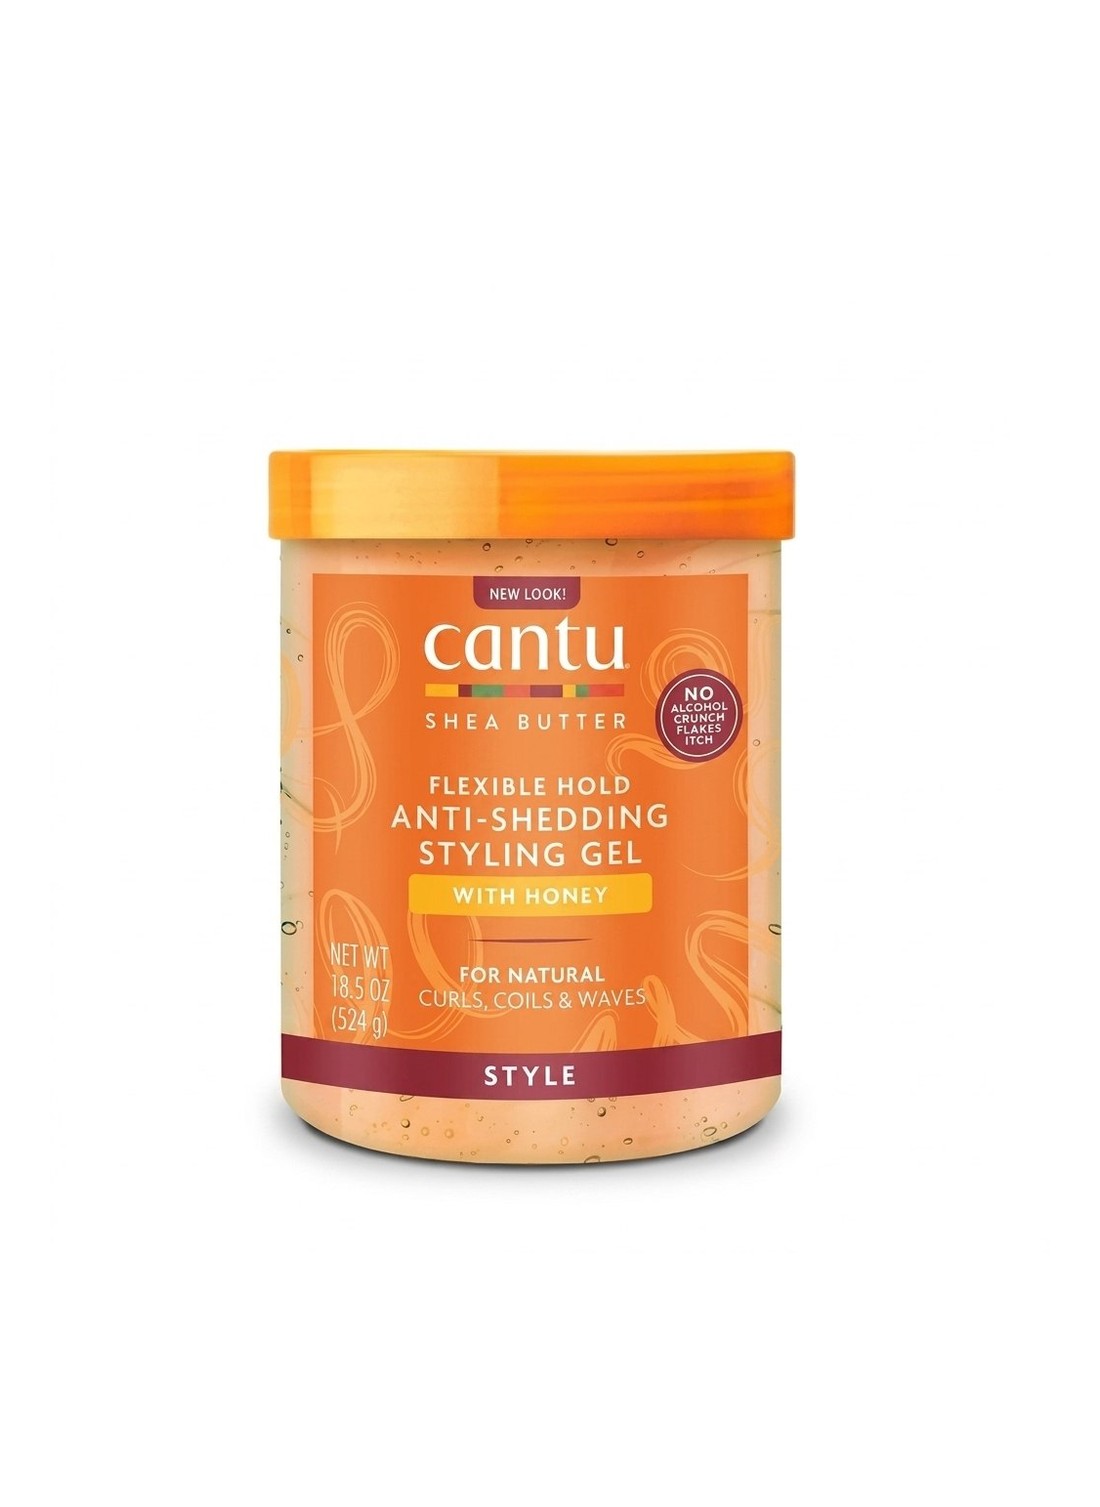 NEW LOOK!
cantu
SHEA BUTTER
NO
ALCOHOL
CRUNCH
FLAKES
ITCH
FLEXIBLE HOLD
ANTI-SHEDDING
STYLING GEL
WITH HONEY
FOR NATURAL
CURLS, COILS & WAVES
NET WT
18.5 OZ
(524 g)
STYLE